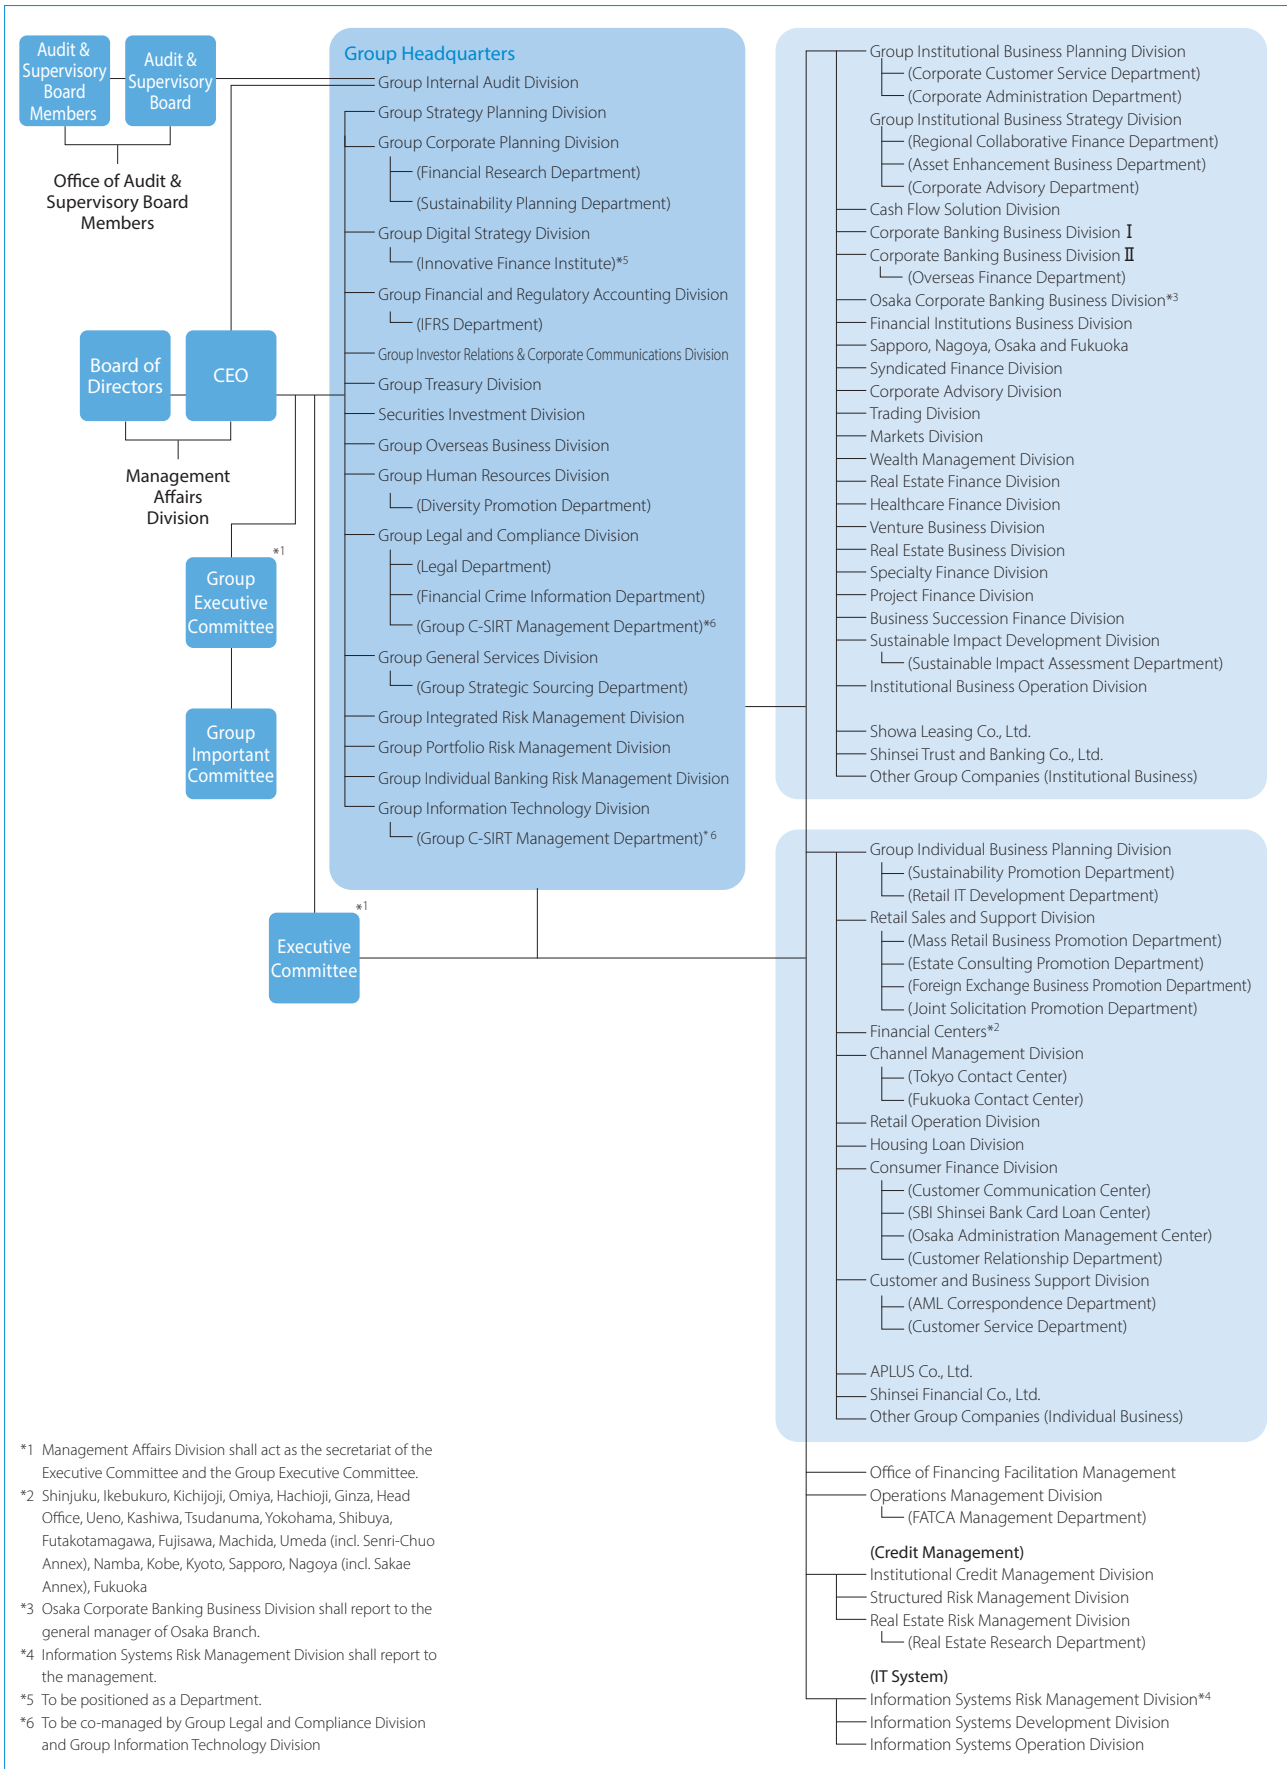 Audit &
Supervisory
Board
Members
Audit &
Supervisory
Board
Office of Audit &
Supervisory Board
Members
Board of
Directors
CEO
Management
Affairs
Division
*1
Group
Executive
Committee
Group
Important
Committee
*1
Executive
Committee
Group Headquarters
Group Internal Audit Division
Group Strategy Planning Division
Group Corporate Planning Division
(Financial Research Department)
(Sustainability Planning Department)
Group Digital Strategy Division
(Innovative Finance Institute)*5
Group Financial and Regulatory Accounting Division
(IFRS Department)
Group Investor Relations & Corporate Communications Division
Group Treasury Division
Securities Investment Division
Group Overseas Business Division
Group Human Resources Division
(Diversity Promotion Department)
Group Legal and Compliance Division
(Legal Department)
(Financial Crime Information Department)
(Group C-SIRT Management Department)*6
Group General Services Division
(Group Strategic Sourcing Department)
Group Integrated Risk Management Division
Group Portfolio Risk Management Division
Group Individual Banking Risk Management Division
Group Information Technology Division
(Group C-SIRT Management Department)*6
Group Institutional Business Planning Division
(Corporate Customer Service Department)
(Corporate Administration Department)
Group Institutional Business Strategy Division
(Regional Collaborative Finance Department)
(Asset Enhancement Business Department)
(Corporate Advisory Department)
Cash Flow Solution Division
Corporate Banking Business Division Ⅰ
Corporate Banking Business Division Ⅱ
(Overseas Finance Department)
Osaka Corporate Banking Business Division*3
Financial Institutions Business Division
Sapporo, Nagoya, Osaka and Fukuoka
Syndicated Finance Division
Corporate Advisory Division
Trading Division
Markets Division
Wealth Management Division
Real Estate Finance Division
Healthcare Finance Division
Venture Business Division
Real Estate Business Division
Specialty Finance Division
Project Finance Division
Business Succession Finance Division
Sustainable Impact Development Division
(Sustainable Impact Assessment Department)
Institutional Business Operation Division
Showa Leasing Co., Ltd.
Shinsei Trust and Banking Co., Ltd.
Other Group Companies (Institutional Business)
Group Individual Business Planning Division
(Sustainability Promotion Department)
(Retail IT Development Department)
Retail Sales and Support Division
(Mass Retail Business Promotion Department)
(Estate Consulting Promotion Department)
(Foreign Exchange Business Promotion Department)
(Joint Solicitation Promotion Department)
Financial Centers*2
Channel Management Division
(Tokyo Contact Center)
(Fukuoka Contact Center)
Retail Operation Division
Housing Loan Division
Consumer Finance Division
(Customer Communication Center)
(SBI Shinsei Bank Card Loan Center)
(Osaka Administration Management Center)
(Customer Relationship Department)
Customer and Business Support Division
(AML Correspondence Department)
(Customer Service Department)
APLUS Co., Ltd.
Shinsei Financial Co., Ltd.
Other Group Companies (Individual Business)
Office of Financing Facilitation Management
Operations Management Division
(FATCA Management Department)
(Credit Management)
Institutional Credit Management Division
Structured Risk Management Division
Real Estate Risk Management Division
(Real Estate Research Department)
(IT System)
Information Systems Risk Management Division*4
Information Systems Development Division
Information Systems Operation Division
*1 Management Affairs Division shall act as the secretariat of the
Executive Committee and the Group Executive Committee.
*2 Shinjuku, Ikebukuro, Kichijoji, Omiya, Hachioji, Ginza, Head
Office, Ueno, Kashiwa, Tsudanuma, Yokohama, Shibuya,
Futakotamagawa, Fujisawa, Machida, Umeda (incl. Senri-Chuo
Annex), Namba, Kobe, Kyoto, Sapporo, Nagoya (incl. Sakae
Annex), Fukuoka
*3 Osaka Corporate Banking Business Division shall report to the
general manager of Osaka Branch.
*4 Information Systems Risk Management Division shall report to
the management.
*5 To be positioned as a Department.
*6 To be co-managed by Group Legal and Compliance Division
and Group Information Technology Division